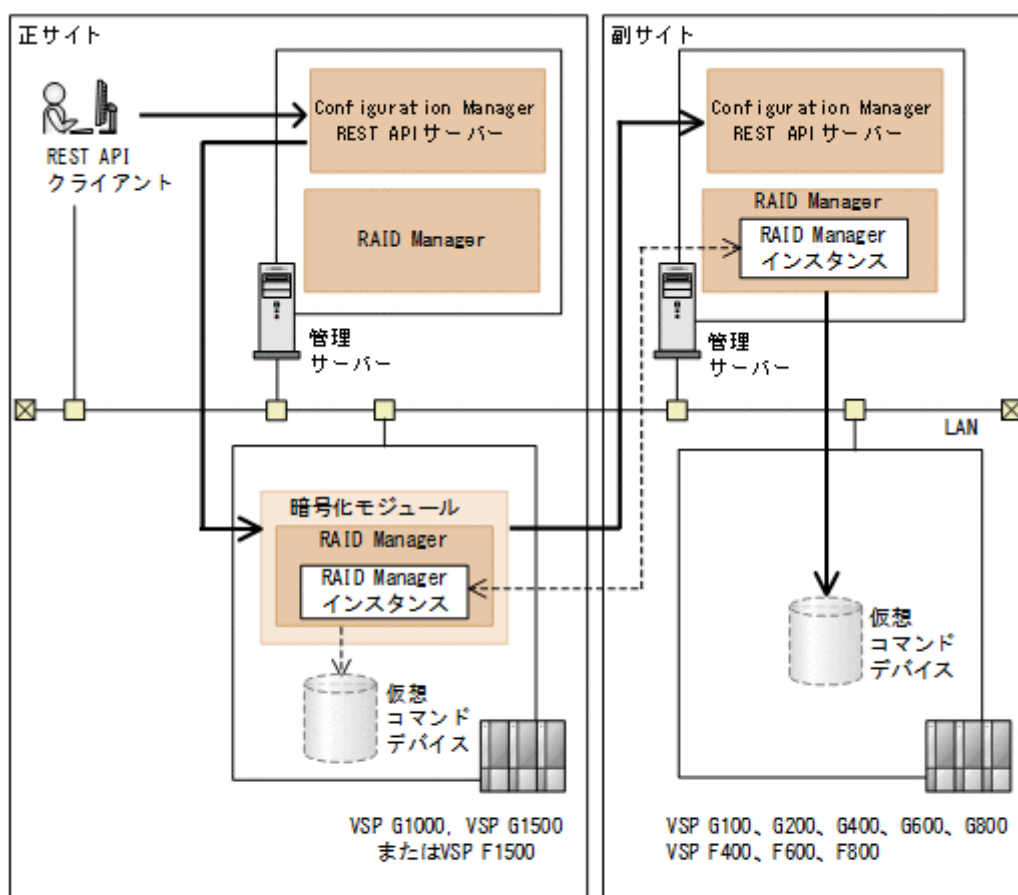 正サイト
REST API
クライアント
Configuration Manager
REST APIサーバー
RAID Manager
管理
サーバー
暗号化モジュール
RAID Manager
RAID Manager
インスタンス
仮想
コマンド
デバイス
VSP G1000, VSP G1500
またはVSP F1500
副サイト
Configuration Manager
REST APIサーバー
RAID Manager
RAID Manager
インスタンス
管理
サーバー
LAN
仮想
コマンド
デバイス
VSP G100、G200、G400、G600、G800
VSP F400、F600、F800